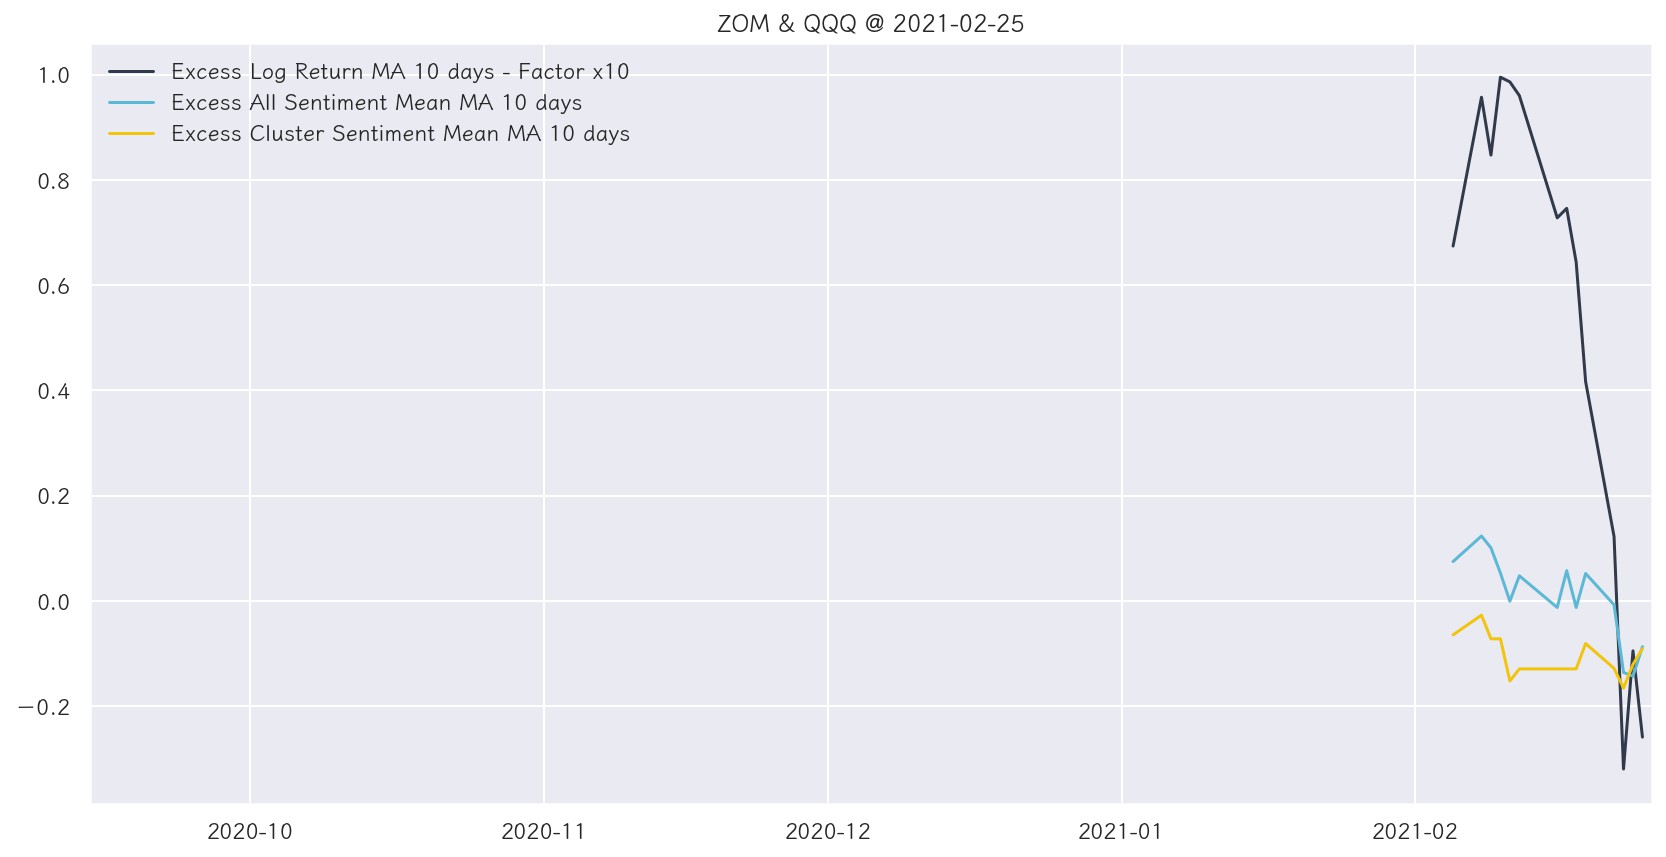 ZOM & QQQ @ 2021-02-25
Excess Log Return MA 10 days - Factor x10
Excess All Sentiment Mean MA 10 days
Excess Cluster Sentiment Mean MA 10 days
1.0
0.8
0.6
0.4
0.2
0.0
−0.2
2020-10 2020-11 2020-12 2021-01 2021-02